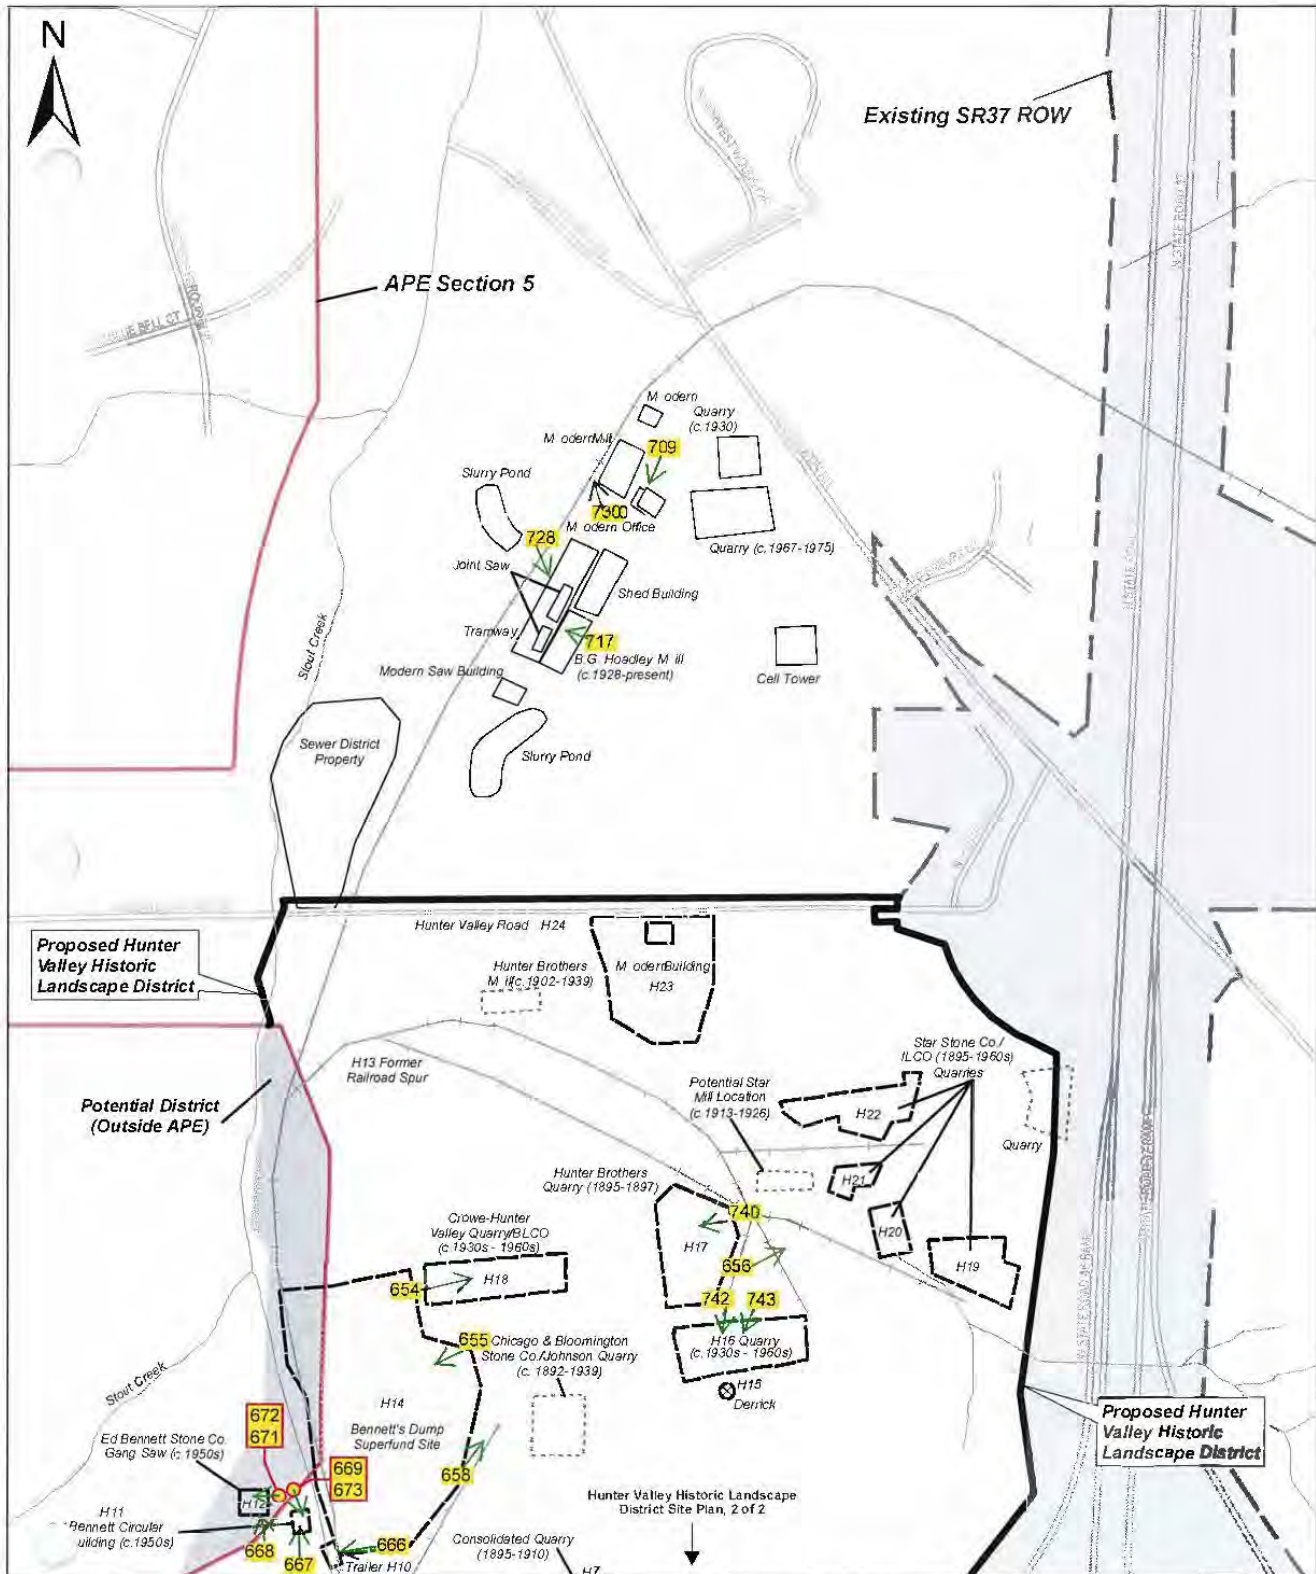 N
Existing SR37 ROW
APE Section 5
BLUE BELL CT
N STATE ROAD 37
Modern
Quarry
(c.1930)
Modern Mill
709
Slurry Pond
7300
Modern Office
728
Quarry (c.1967-1975)
Joint Saw
Shed Building
Stout Creek
Tramway
717
B.G. Hoadley Mill
(c.1928-present)
Modern Saw Building
Cell Tower
Sewer District
Property
Slurry Pond
Hunter Valley Road H24
Proposed Hunter
Valley Historic
Landscape District
Hunter Brothers
Mill(c.1902-1939)
Modern Building
H23
H13 Former
Railroad Spur
Star Stone Co./
ILCO (1895-1960s)
Quarries
Potential Star
Mill Location
(c.1913-1926)
H22
Potential District
(Outside APE)
Quarry
Hunter Brothers
Quarry (1895-1897)
H21
740
Crowe-Hunter
Valley Quarry/BLCO
(c.1930s - 1960s)
H20
H17
H19
656
H18
654
742
743
655
Chicago & Bloomington
Stone Co./Johnson Quarry
(c. 1892-1939)
H16 Quarry
(c.1930s - 1960s)
Stout Creek
H15
Derrick
H14
Bennett's Dump
Superfund Site
672
671
Proposed Hunter
Valley Historic
Landscape District
Ed Bennett Stone Co.
Gang Saw (c.1950s)
669
673
658
H12
Hunter Valley Historic Landscape
District Site Plan, 2 of 2
H11
Bennett Circular
uilding (c.1950s)
668
667
666
Trailer H10
Consolidated Quarry
(1895-1910)
H7